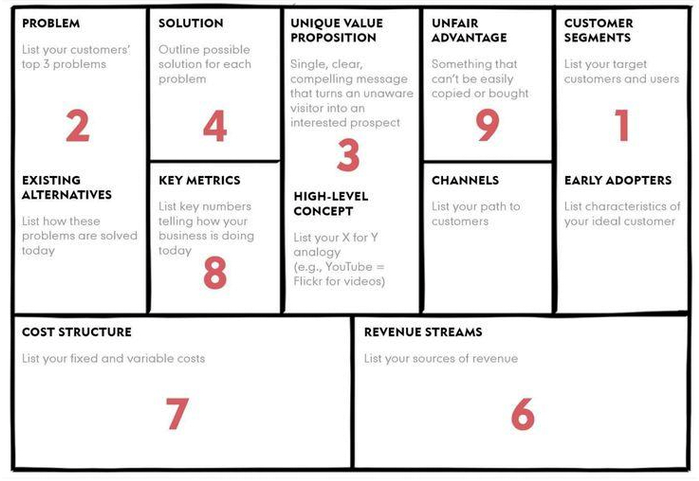 PROBLEM
List your customers'
top 3 problems
2
EXISTING
ALTERNATIVES
List how these
problems are solved
today
SOLUTION
Outline possible
solution for each
problem
4
KEY METRICS
List key numbers
telling how your
business is doing
today
8
UNIQUE VALUE
PROPOSITION
Single, clear,
compelling message
that turns an unaware
visitor into an
interested prospect
3
HIGH-LEVEL
CONCEPT
List your X for Y
analogy
(e.g., YouTube =
Flickr for videos)
UNFAIR
ADVANTAGE
Something that
can't be easily
copied or bought
9
CHANNELS
List your path to
customers
CUSTOMER
SEGMENTS
List your target
customers and users
1
EARLY ADOPTERS
List characteristics of
your ideal customer
COST STRUCTURE
List your fixed and variable costs
7
REVENUE STREAMS
List your sources of revenue
6